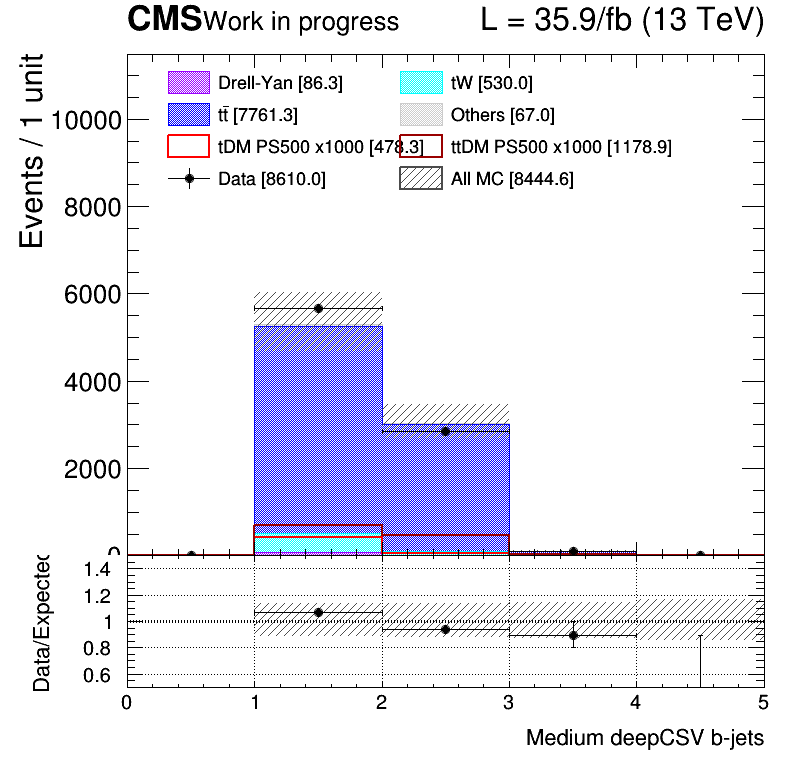 CMS Work in progress L = 35.9/fb (13 TeV)
Events / 1 unit
Drell-Yan [86.3] tW [530.0]
tt̄ [7761.3] Others [67.0]
tDM PS500 x1000 [478.3] ttDM PS500 x1000 [1178.9]
Data [8610.0] All MC [8444.6]
10000
8000
6000
4000
2000
0
Data/Expected
1.4
1.2
1
0.8
0.6
0 1 2 3 4 5
Medium deepCSV b-jets